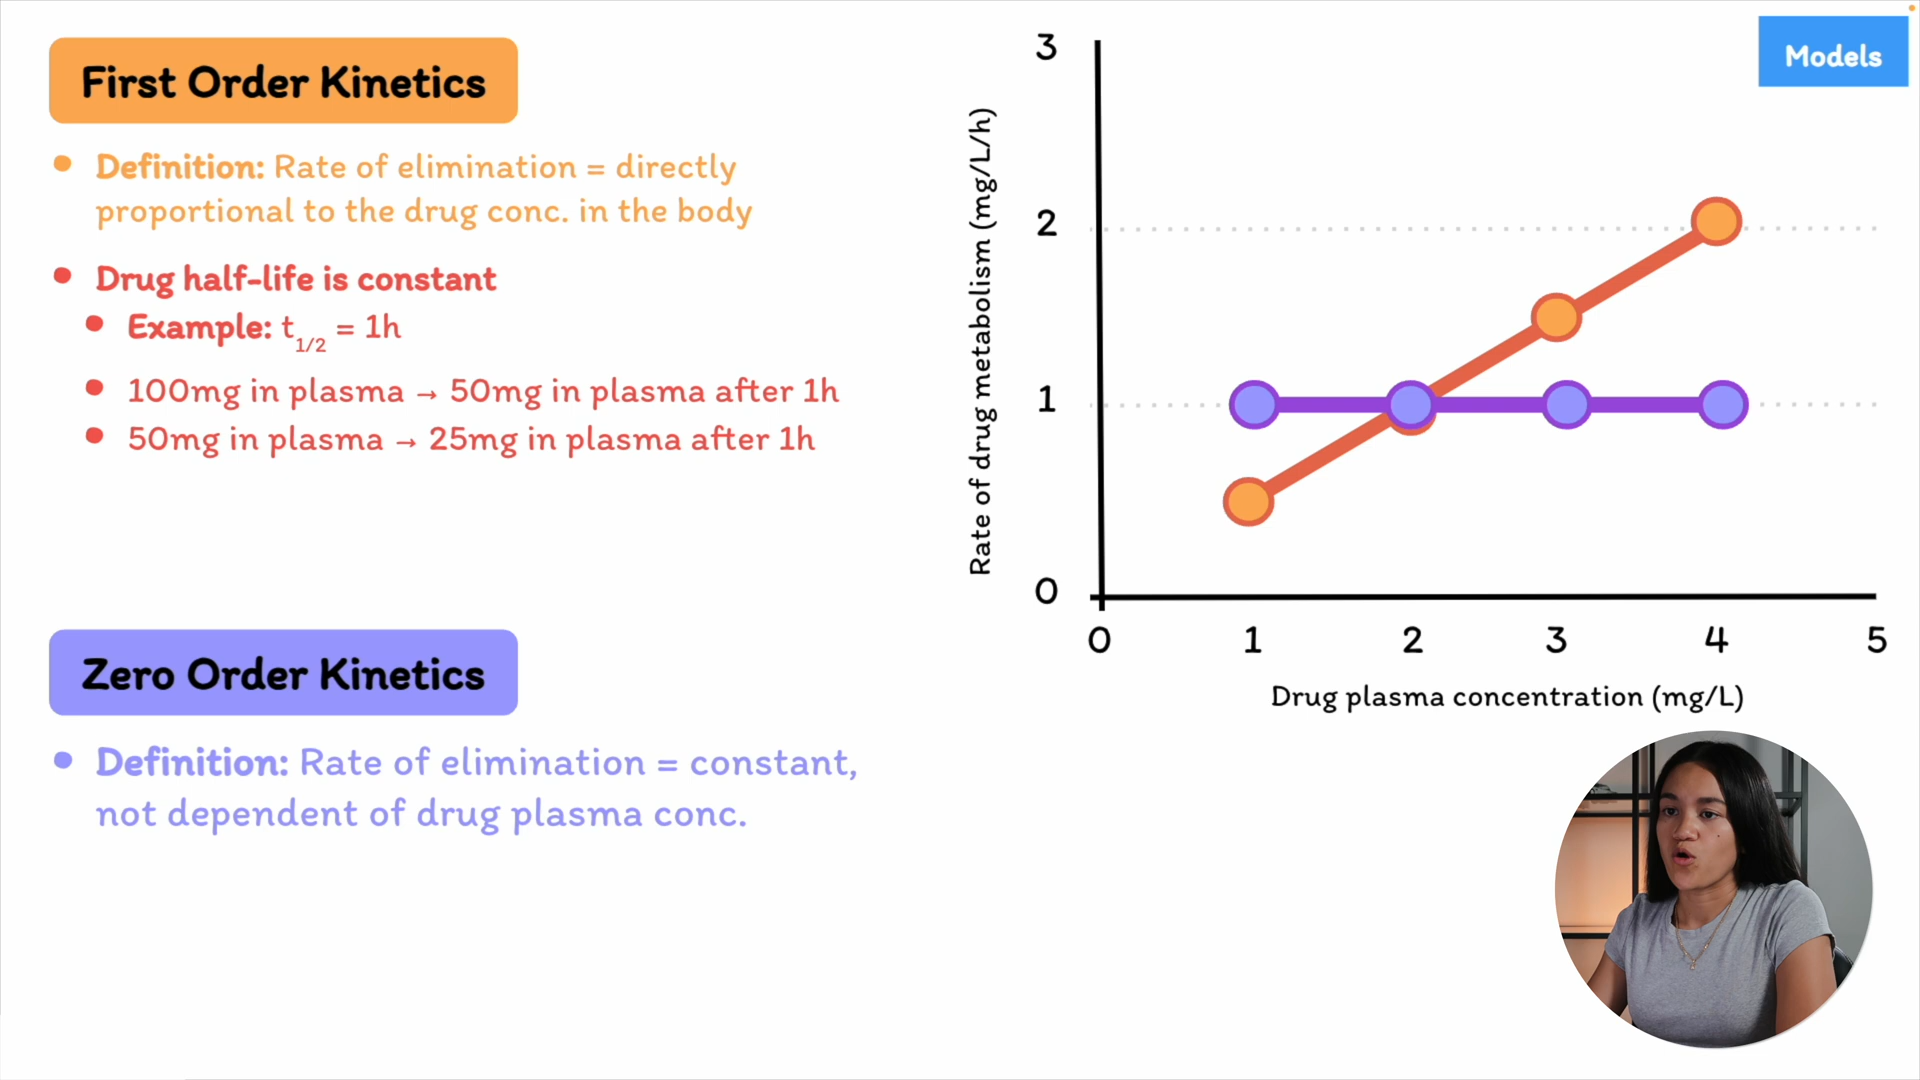 First Order Kinetics
• Definition: Rate of elimination = directly
proportional to the drug conc. in the body
• Drug half-life is constant
• Example: t1/2 = 1h
• 100mg in plasma → 50mg in plasma after 1h
• 50mg in plasma → 25mg in plasma after 1h
Zero Order Kinetics
• Definition: Rate of elimination = constant,
not dependent of drug plasma conc.
Models
Rate of drug metabolism (mg/L/h)
3
2
1
0
0 1 2 3 4 5
Drug plasma concentration (mg/L)